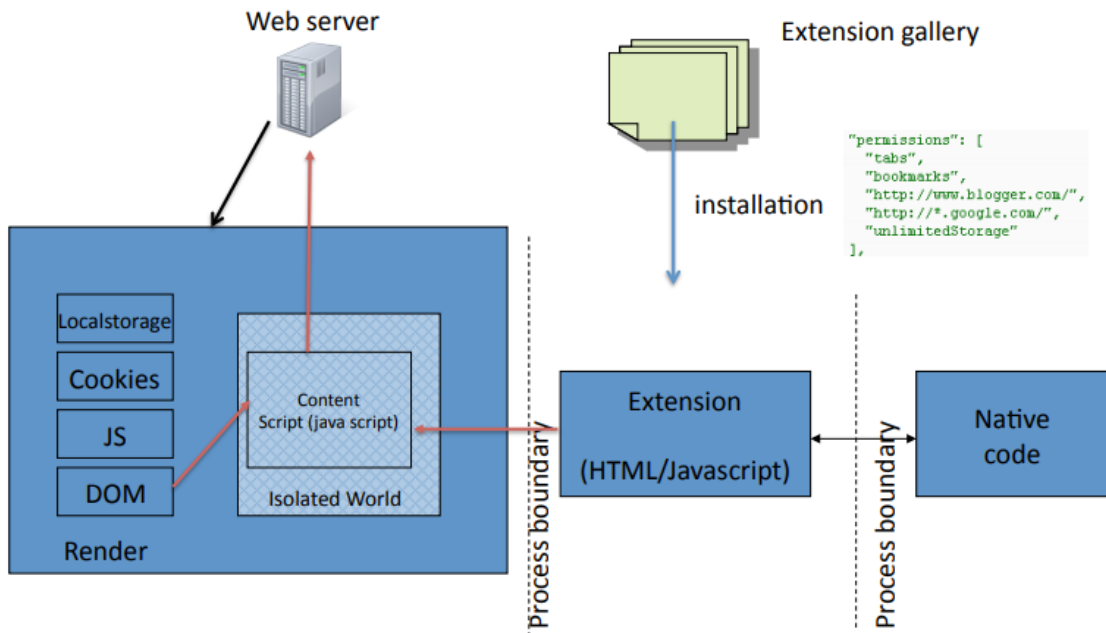 Web server
Extension gallery
"permissions": [
"tabs",
"bookmarks",
"http://www.blogger.com/",
"http://*.google.com/",
"unlimitedStorage"
],
installation
Localstorage
Cookies
JS
DOM
Render
Content
Script (java script)
Isolated World
Process boundary
Extension
(HTML/Javascript)
Process boundary
Native
code